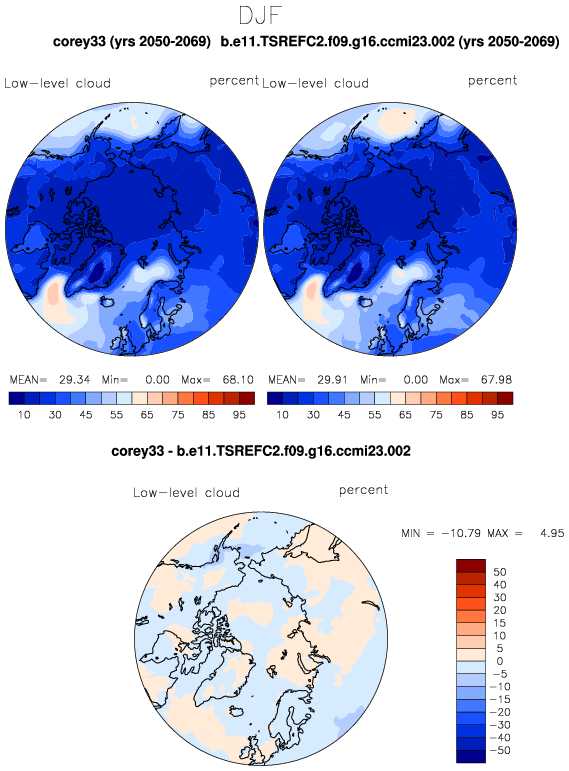 DJF
corey33 (yrs 2050-2069) b.e11.TSREFC2.f09.g16.ccmi23.002 (yrs 2050-2069)
Low-level cloud percent Low-level cloud percent
MEAN= 29.34 Min= 0.00 Max= 68.10 MEAN= 29.91 Min= 0.00 Max= 67.98
10 30 45 55 65 75 85 95 10 30 45 55 65 75 85 95
corey33 - b.e11.TSREFC2.f09.g16.ccmi23.002
Low-level cloud percent
MIN = -10.79 MAX = 4.95
50
40
30
20
15
10
5
0
-5
-10
-15
-20
-30
-40
-50